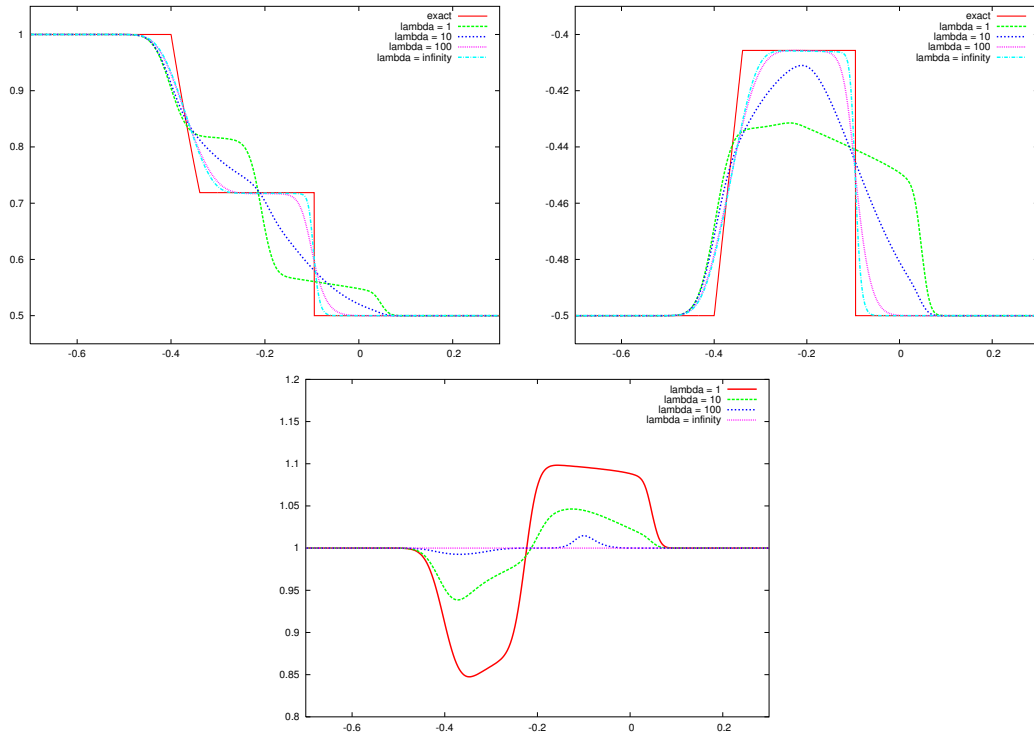 exact
lambda = 1
lambda = 10
lambda = 100
lambda = infinity
1
0.9
0.8
0.7
0.6
0.5
-0.6 -0.4 -0.2 0 0.2
exact
lambda = 1
lambda = 10
lambda = 100
lambda = infinity
-0.4
-0.42
-0.44
-0.46
-0.48
-0.5
-0.6 -0.4 -0.2 0 0.2
lambda = 1
lambda = 10
lambda = 100
lambda = infinity
1.2
1.15
1.1
1.05
1
0.95
0.9
0.85
0.8
-0.6 -0.4 -0.2 0 0.2